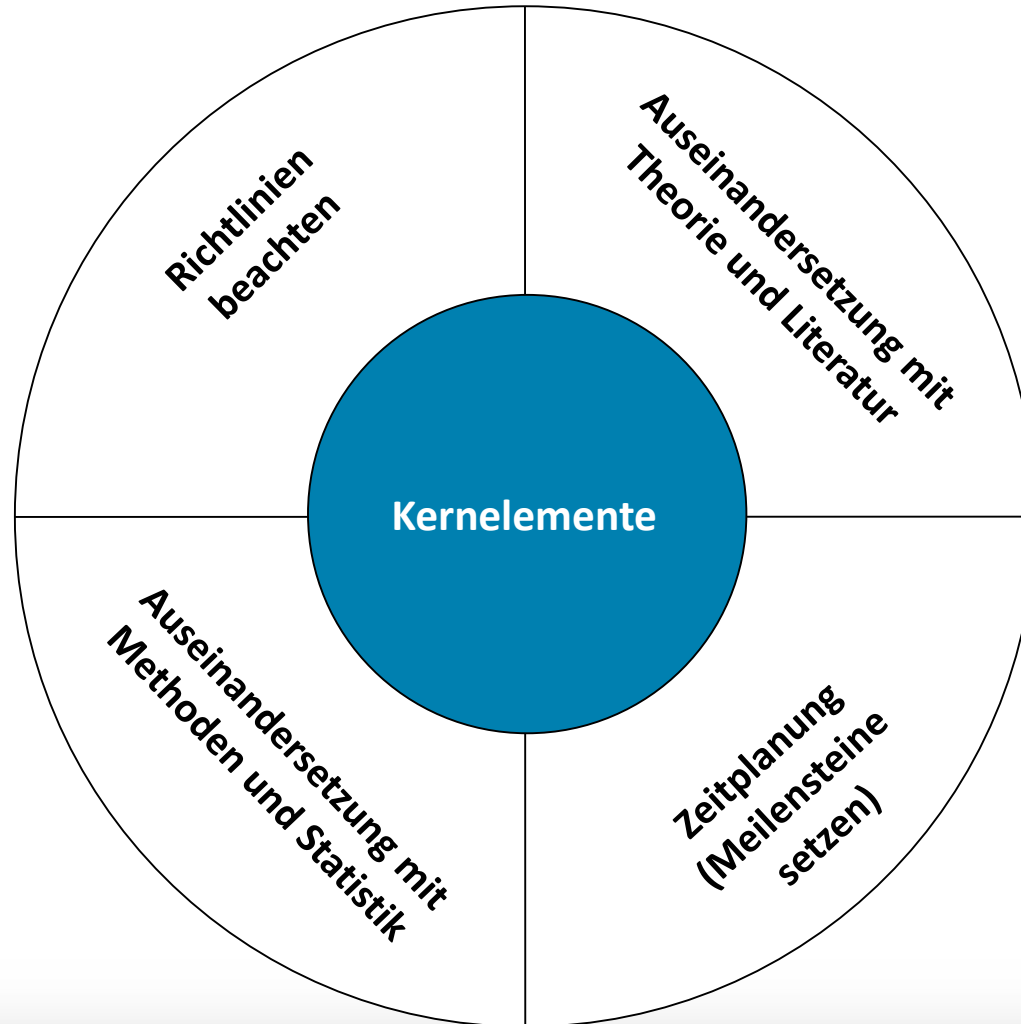 Richtlinien
beachten
Auseinandersetzung mit
Theorie und Literatur
Kernelemente
Auseinandersetzung mit
Methoden und Statistik
Zeitplanung
(Meilensteine
setzen)